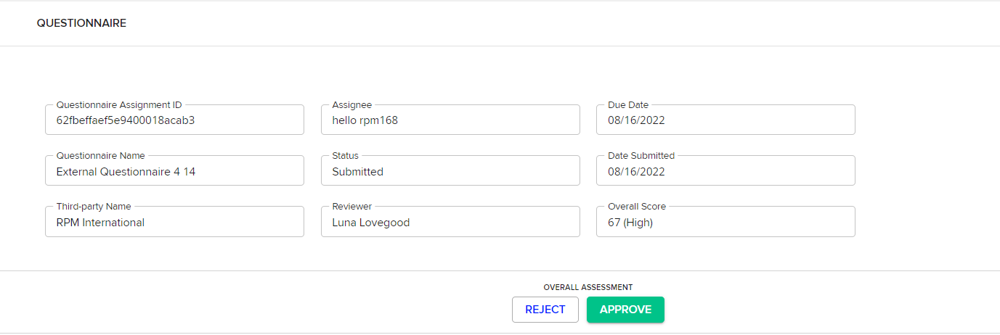 QUESTIONNAIRE
Questionnaire Assignment ID
62fbeffaef5e9400018acab3
Assignee
hello rpm168
Due Date
08/16/2022
Questionnaire Name
External Questionnaire 4 14
Status
Submitted
Date Submitted
08/16/2022
Third-party Name
RPM International
Reviewer
Luna Lovegood
Overall Score
67 (High)
OVERALL ASSESSMENT
REJECT
APPROVE